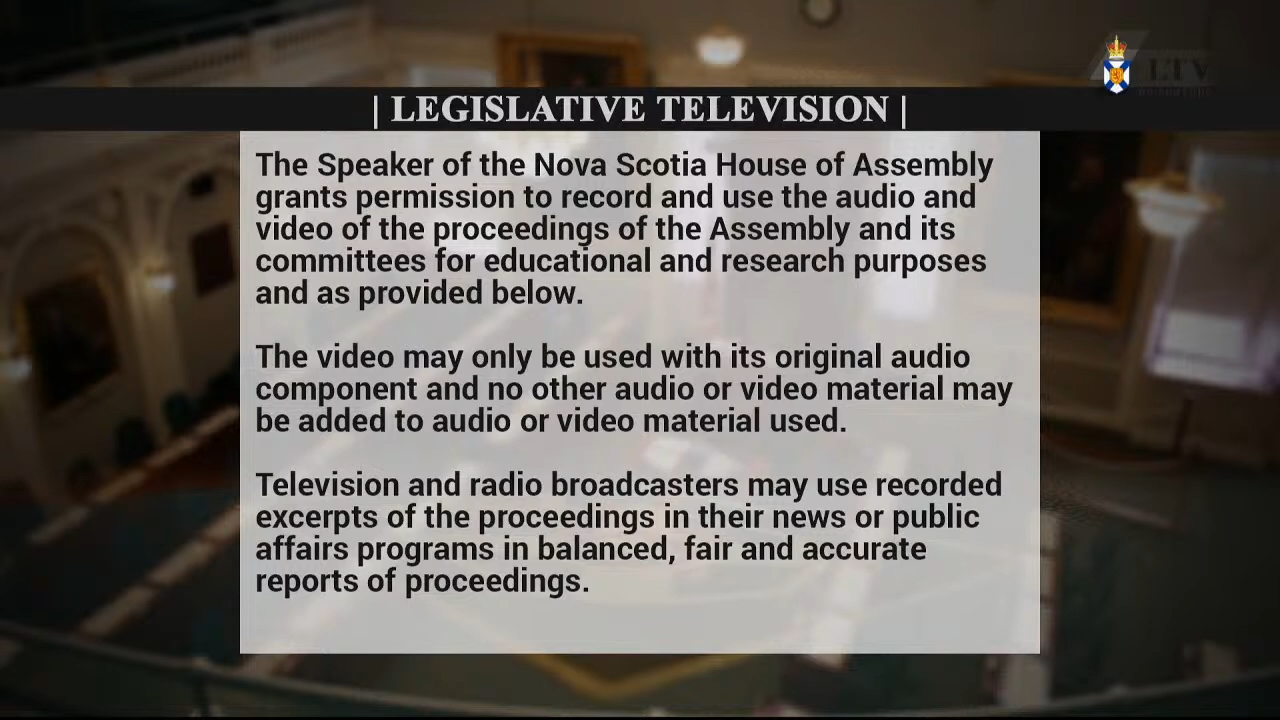 LTV
| LEGISLATIVE TELEVISION |
The Speaker of the Nova Scotia House of Assembly
grants permission to record and use the audio and
video of the proceedings of the Assembly and its
committees for educational and research purposes
and as provided below.
The video may only be used with its original audio
component and no other audio or video material may
be added to audio or video material used.
Television and radio broadcasters may use recorded
excerpts of the proceedings in their news or public
affairs programs in balanced, fair and accurate
reports of proceedings.